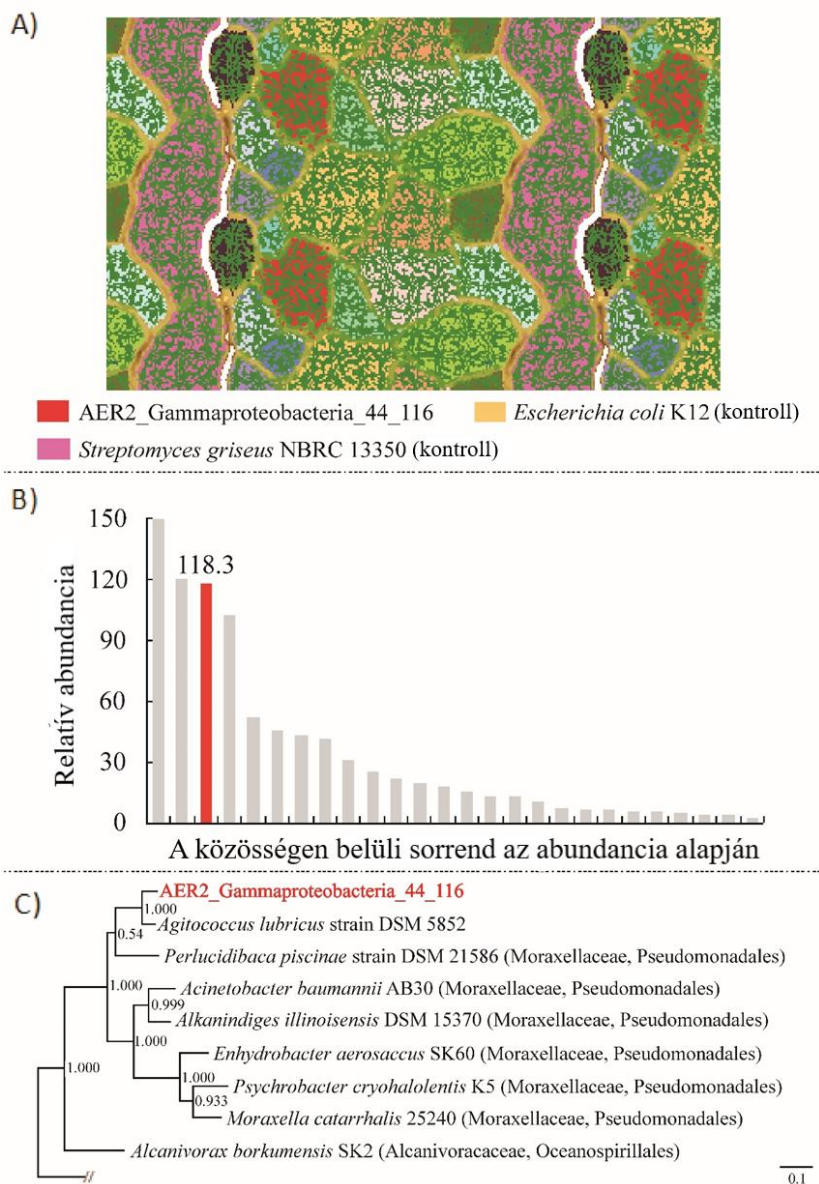 A)
AER2_Gammaproteobacteria_44_116
Escherichia coli K12 (kontroll)
Streptomyces griseus NBRC 13350 (kontroll)
B)
150
118.3
120
90
60
30
0
Relatív abundancia
A közösségen belüli sorrend az abundancia alapján
C)
AER2_Gammaproteobacteria_44_116
1.000
Agitococcus lubricus strain DSM 5852
0.54
Perlucidibaca piscinae strain DSM 21586 (Moraxellaceae, Pseudomonadales)
1.000
Acinetobacter baumannii AB30 (Moraxellaceae, Pseudomonadales)
0.999
Alkanindiges illinoisensis DSM 15370 (Moraxellaceae, Pseudomonadales)
1.000
Enhydrobacter aerosaccus SK60 (Moraxellaceae, Pseudomonadales)
1.000
1.000
Psychrobacter cryohalolentis K5 (Moraxellaceae, Pseudomonadales)
0.933
Moraxella catarrhalis 25240 (Moraxellaceae, Pseudomonadales)
Alcanivorax borkumensis SK2 (Alcanivoracaceae, Oceanospirillales)
0.1